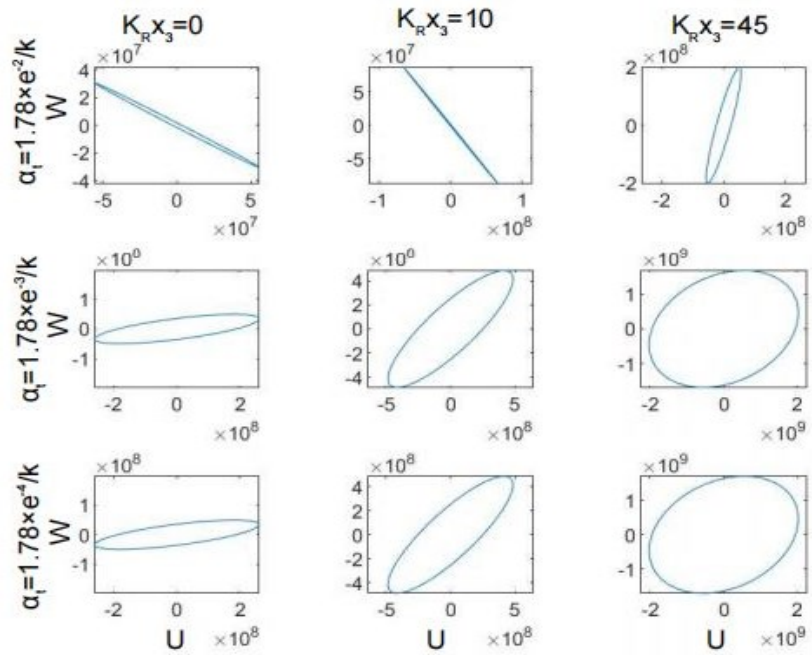 K_R x_3=0
K_R x_3=10
K_R x_3=45
α_t=1.78×e^-2/k
W
×10^7
4
2
0
-2
-4
-5 0 5
×10^7
×10^7
5
0
-5
-1 0 1
×10^8
×10^8
2
0
-2
-2 0 2
×10^8
α_t=1.78×e^-3/k
W
×10^0
1
0
-1
-2 0 2
×10^8
×10^0
4
2
0
-2
-4
-5 0 5
×10^8
×10^9
1
0
-1
-2 -1 0 1 2
×10^9
α_t=1.78×e^-4/k
W
×10^8
1
0
-1
-2 0 2
U
×10^8
×10^8
4
2
0
-2
-4
-5 0 5
U
×10^8
×10^9
1
0
-1
-2 -1 0 1 2
U
×10^9